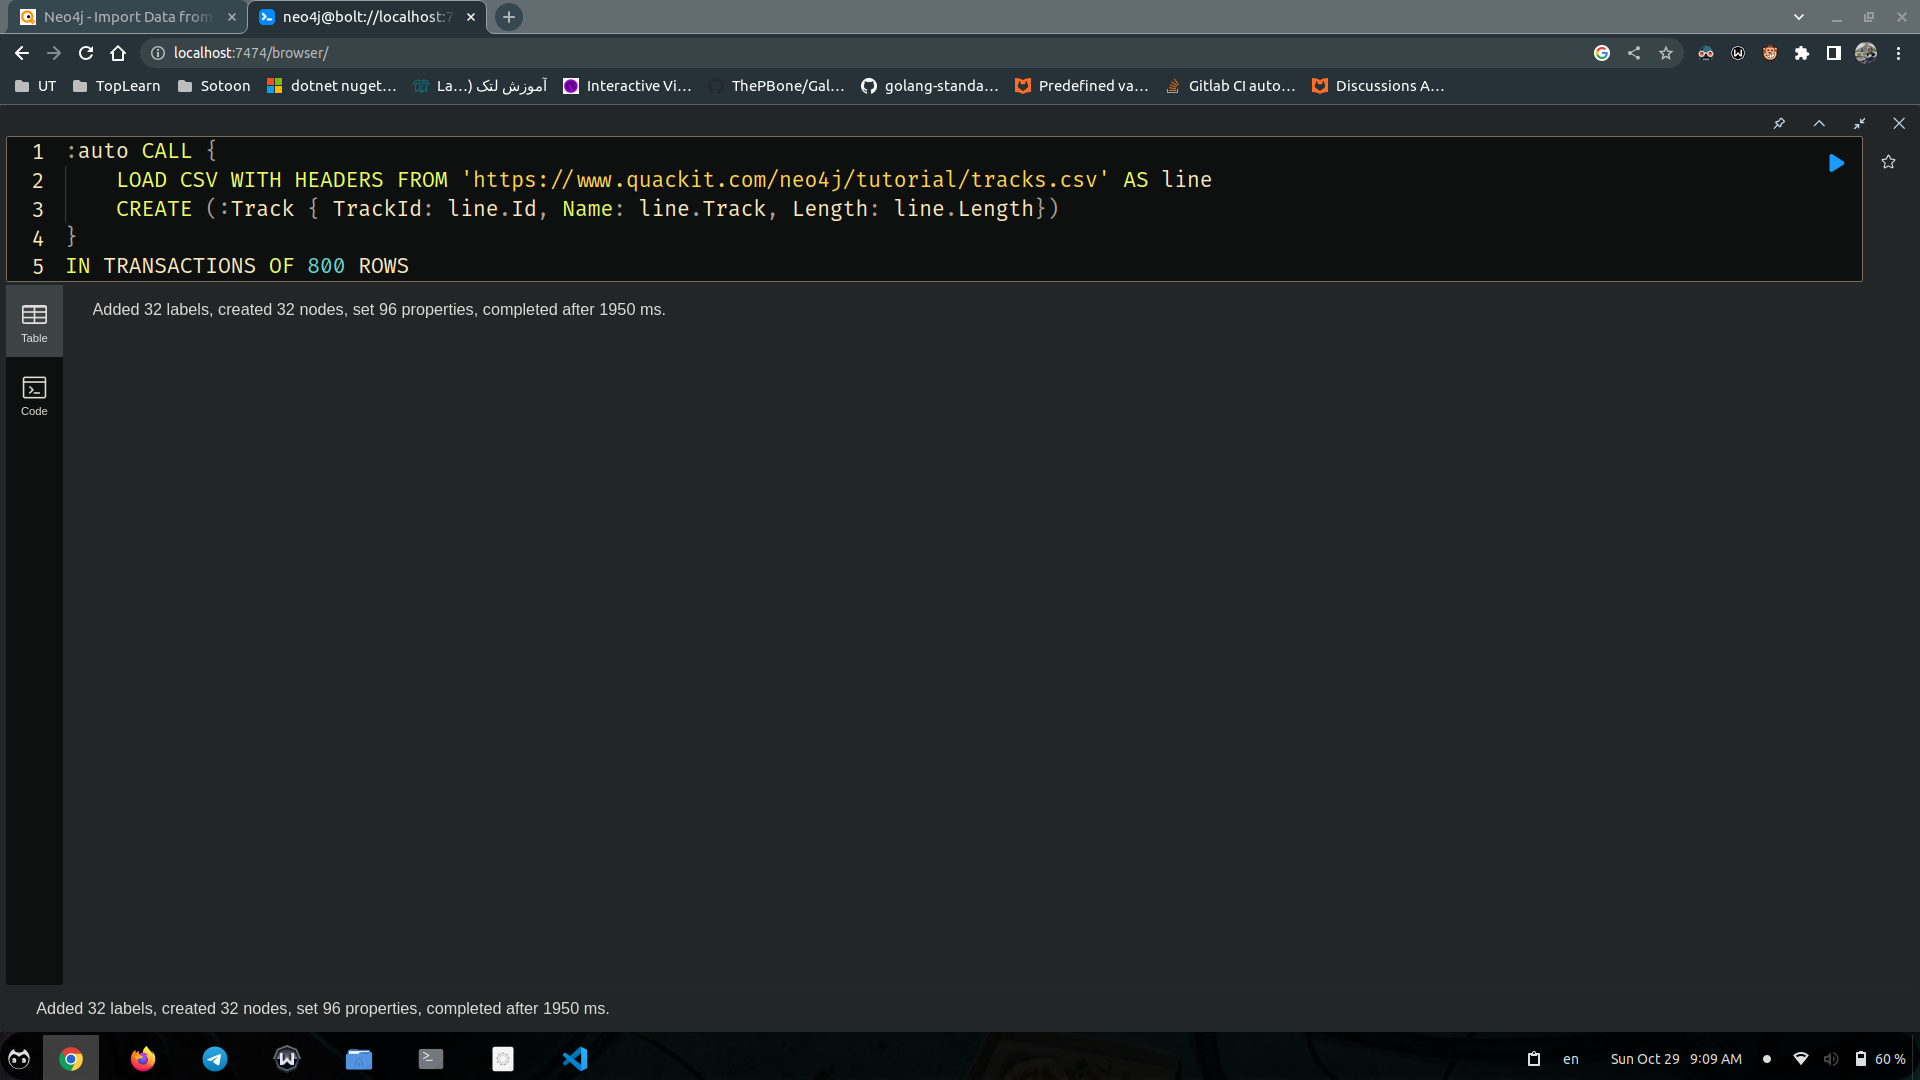 Neo4j - Import Data from
neo4j@bolt://localhost:7
localhost:7474/browser/
UT
TopLearn
Sotoon
dotnet nuget...
آموزش لتک (...La
Interactive Vi...
ThePBone/Gal...
golang-standa...
Predefined va...
Gitlab CI auto...
Discussions A...
1 :auto CALL {
2 LOAD CSV WITH HEADERS FROM 'https://www.quackit.com/neo4j/tutorial/tracks.csv' AS line
3 CREATE (:Track { TrackId: line.Id, Name: line.Track, Length: line.Length})
4 }
5 IN TRANSACTIONS OF 800 ROWS
Table
Added 32 labels, created 32 nodes, set 96 properties, completed after 1950 ms.
Code
Added 32 labels, created 32 nodes, set 96 properties, completed after 1950 ms.
en
Sun Oct 29 9:09 AM
60 %